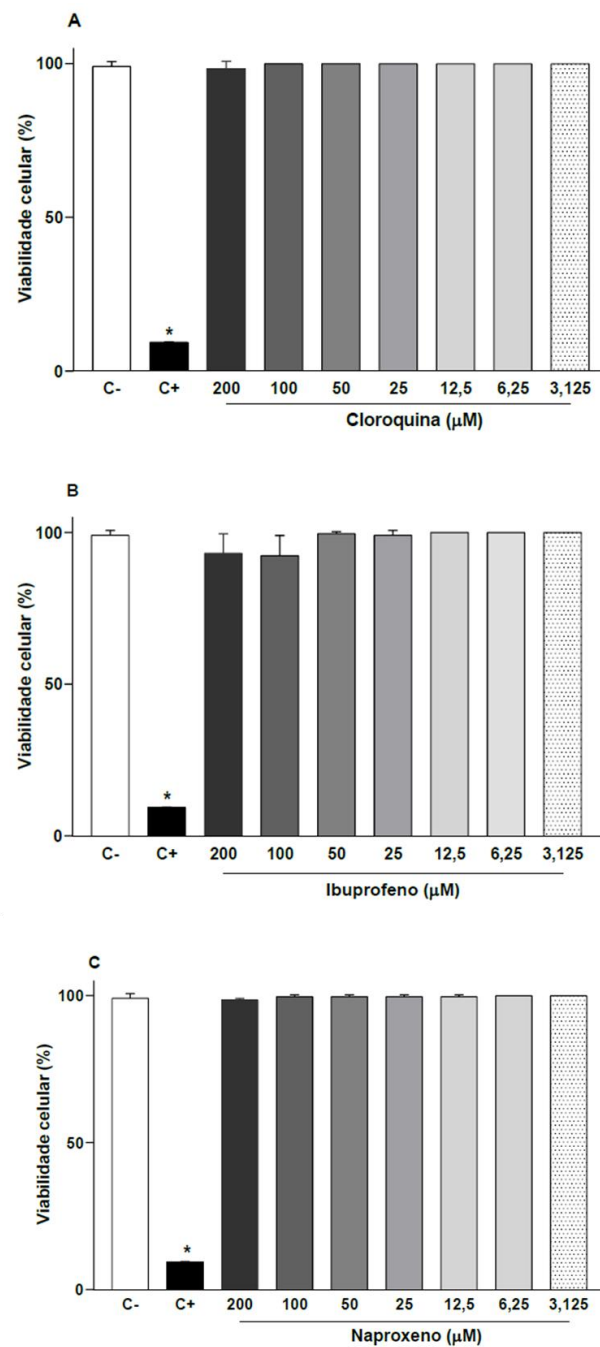 A
Viabilidade celular (%)
100
50
0
*
C- C+ 200 100 50 25 12,5 6,25 3,125
Cloroquina (μM)
B
Viabilidade celular (%)
100
50
0
*
C- C+ 200 100 50 25 12,5 6,25 3,125
Ibuprofeno (μM)
C
Viabilidade celular (%)
100
50
0
*
C- C+ 200 100 50 25 12,5 6,25 3,125
Naproxeno (μM)